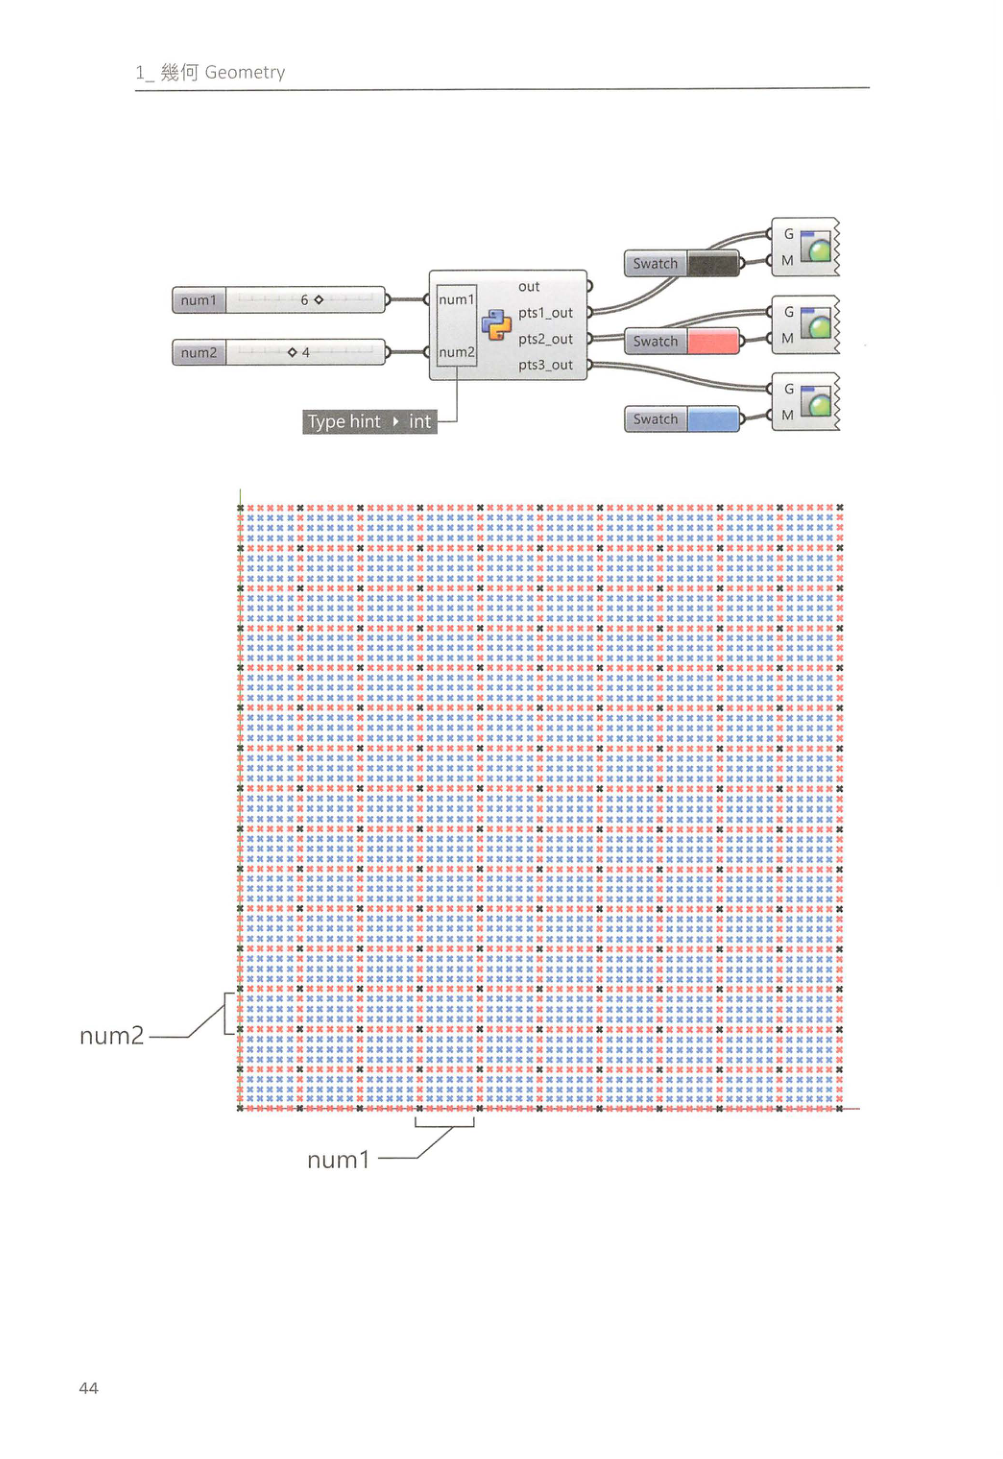 1_ 幾何 Geometry
Swatch
G
M
num1
6
num2
4
num1
num2
out
pts1_out
pts2_out
pts3_out
Swatch
G
M
Swatch
G
M
Type hint ▸ int
num2
num1
44